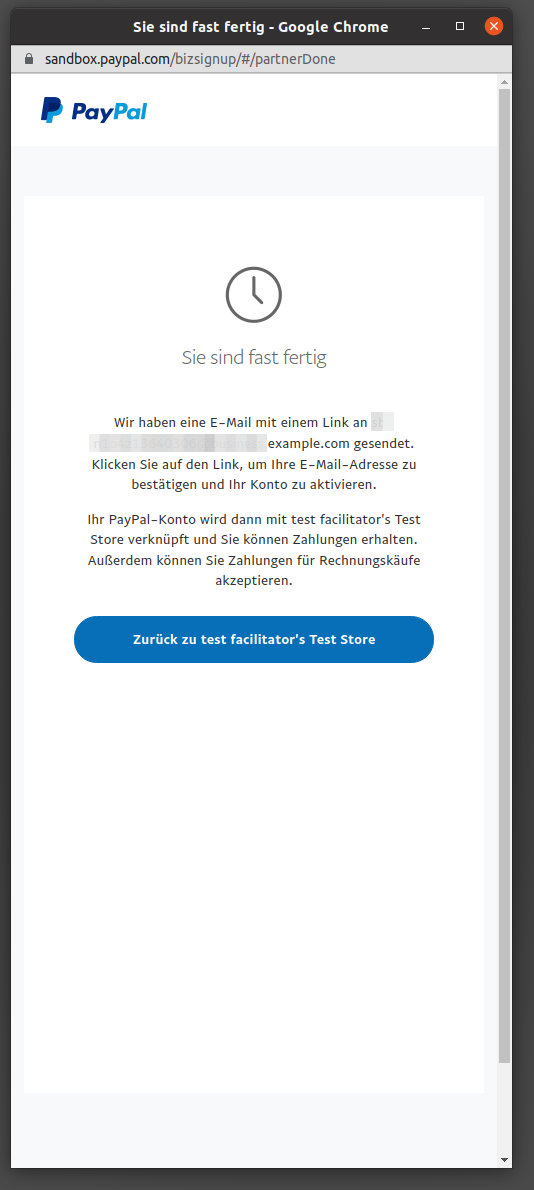 Sie sind fast fertig - Google Chrome
sandbox.paypal.com/bizsignup/#/partnerDone
PayPal
Sie sind fast fertig
Wir haben eine E-Mail mit einem Link an
example.com gesendet.
Klicken Sie auf den Link, um Ihre E-Mail-Adresse zu
bestätigen und Ihr Konto zu aktivieren.
Ihr PayPal-Konto wird dann mit test facilitator's Test
Store verknüpft und Sie können Zahlungen erhalten.
Außerdem können Sie Zahlungen für Rechnungskäufe
akzeptieren.
Zurück zu test facilitator's Test Store